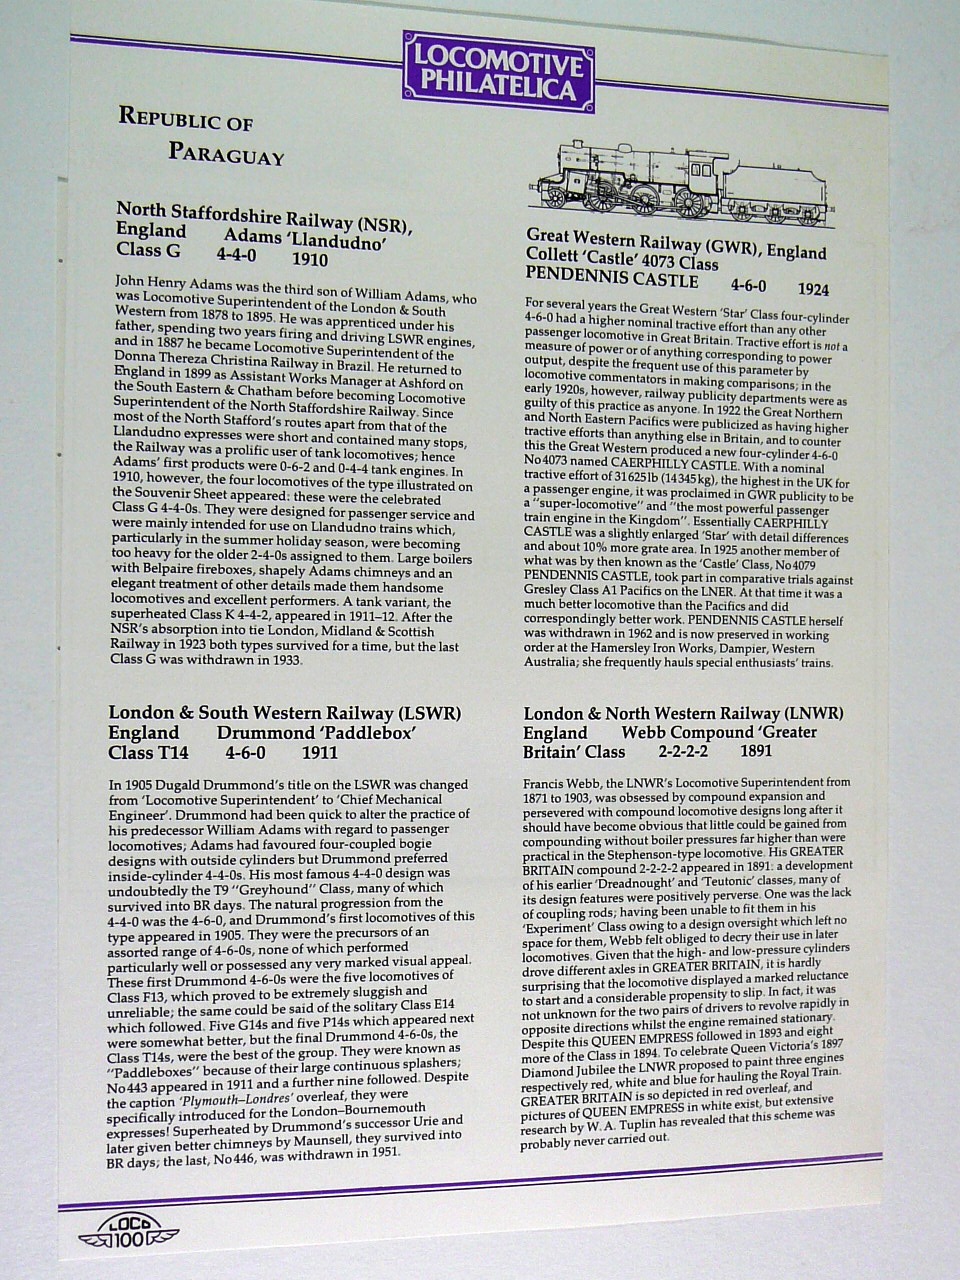 LOCOMOTIVE
PHILATELICA
REPUBLIC OF
PARAGUAY
North Staffordshire Railway (NSR),
England Adams ‘Llandudno’
Class G 4-4-0 1910
John Henry Adams was the third son of William Adams, who
was Locomotive Superintendent of the London & South
Western from 1878 to 1895. He was apprenticed under his
father, spending two years firing and driving LSWR engines,
and in 1887 he became Locomotive Superintendent of the
Donna Thereza Christina Railway in Brazil. He returned to
England in 1899 as Assistant Works Manager at Ashford on
the South Eastern & Chatham before becoming Locomotive
Superintendent of the North Staffordshire Railway. Since
most of the North Stafford's routes apart from that of the
Llandudno expresses were short and contained many stops,
the Railway was a prolific user of tank locomotives; hence
Adams' first products were 0-6-2 and 0-4-4 tank engines. In
1910, however, the four locomotives of the type illustrated on
the Souvenir Sheet appeared: these were the celebrated
Class G 4-4-0s. They were designed for passenger service and
were mainly intended for use on Llandudno trains which,
particularly in the summer holiday season, were becoming
too heavy for the older 2-4-0s assigned to them. Large boilers
with Belpaire fireboxes, shapely Adams chimneys and an
elegant treatment of other details made them handsome
locomotives and excellent performers. A tank variant, the
superheated Class K 4-4-2, appeared in 1911–12. After the
NSR's absorption into tie London, Midland & Scottish
Railway in 1923 both types survived for a time, but the last
Class G was withdrawn in 1933.
London & South Western Railway (LSWR)
England Drummond ‘Paddlebox’
Class T14 4-6-0 1911
In 1905 Dugald Drummond's title on the LSWR was changed
from ‘Locomotive Superintendent’ to ‘Chief Mechanical
Engineer’. Drummond had been quick to alter the practice of
his predecessor William Adams with regard to passenger
locomotives; Adams had favoured four-coupled bogie
designs with outside cylinders but Drummond preferred
inside-cylinder 4-4-0s. His most famous 4-4-0 design was
undoubtedly the T9 “Greyhound” Class, many of which
survived into BR days. The natural progression from the
4-4-0 was the 4-6-0, and Drummond's first locomotives of this
type appeared in 1905. They were the precursors of an
assorted range of 4-6-0s, none of which performed
particularly well or possessed any very marked visual appeal.
These first Drummond 4-6-0s were the five locomotives of
Class F13, which proved to be extremely sluggish and
unreliable; the same could be said of the solitary Class E14
which followed. Five G14s and five P14s which appeared next
were somewhat better, but the final Drummond 4-6-0s, the
Class T14s, were the best of the group. They were known as
“Paddleboxes” because of their large continuous splashers;
No 443 appeared in 1911 and a further nine followed. Despite
the caption ‘Plymouth–Londres’ overleaf, they were
specifically introduced for the London–Bournemouth
expresses! Superheated by Drummond's successor Urie and
later given better chimneys by Maunsell, they survived into
BR days; the last, No 446, was withdrawn in 1951.
Great Western Railway (GWR), England
Collett ‘Castle’ 4073 Class
PENDENNIS CASTLE 4-6-0 1924
For several years the Great Western ‘Star’ Class four-cylinder
4-6-0 had a higher nominal tractive effort than any other
passenger locomotive in Great Britain. Tractive effort is not a
measure of power or of anything corresponding to power
output, despite the frequent use of this parameter by
locomotive commentators in making comparisons; in the
early 1920s, however, railway publicity departments were as
guilty of this practice as anyone. In 1922 the Great Northern
and North Eastern Pacifics were publicized as having higher
tractive efforts than anything else in Britain, and to counter
this the Great Western produced a new four-cylinder 4-6-0
No 4073 named CAERPHILLY CASTLE. With a nominal
tractive effort of 31 625 lb (14 345 kg), the highest in the UK for
a passenger engine, it was proclaimed in GWR publicity to be
a “super-locomotive” and “the most powerful passenger
train engine in the Kingdom”. Essentially CAERPHILLY
CASTLE was a slightly enlarged ‘Star’ with detail differences
and about 10% more grate area. In 1925 another member of
what was by then known as the ‘Castle’ Class, No 4079
PENDENNIS CASTLE, took part in comparative trials against
Gresley Class A1 Pacifics on the LNER. At that time it was a
much better locomotive than the Pacifics and did
correspondingly better work. PENDENNIS CASTLE herself
was withdrawn in 1962 and is now preserved in working
order at the Hamersley Iron Works, Dampier, Western
Australia; she frequently hauls special enthusiasts' trains.
London & North Western Railway (LNWR)
England Webb Compound ‘Greater
Britain’ Class 2-2-2-2 1891
Francis Webb, the LNWR's Locomotive Superintendent from
1871 to 1903, was obsessed by compound expansion and
persevered with compound locomotive designs long after it
should have become obvious that little could be gained from
compounding without boiler pressures far higher than were
practical in the Stephenson-type locomotive. His GREATER
BRITAIN compound 2-2-2-2 appeared in 1891: a development
of his earlier ‘Dreadnought’ and ‘Teutonic’ classes, many of
its design features were positively perverse. One was the lack
of coupling rods; having been unable to fit them in his
‘Experiment’ Class owing to a design oversight which left no
space for them, Webb felt obliged to decry their use in later
locomotives. Given that the high- and low-pressure cylinders
drove different axles in GREATER BRITAIN, it is hardly
surprising that the locomotive displayed a marked reluctance
to start and a considerable propensity to slip. In fact, it was
not unknown for the two pairs of drivers to revolve rapidly in
opposite directions whilst the engine remained stationary.
Despite this QUEEN EMPRESS followed in 1893 and eight
more of the Class in 1894. To celebrate Queen Victoria's 1897
Diamond Jubilee the LNWR proposed to paint three engines
respectively red, white and blue for hauling the Royal Train.
GREATER BRITAIN is so depicted in red overleaf, and
pictures of QUEEN EMPRESS in white exist, but extensive
research by W. A. Tuplin has revealed that this scheme was
probably never carried out.
LOCO
100